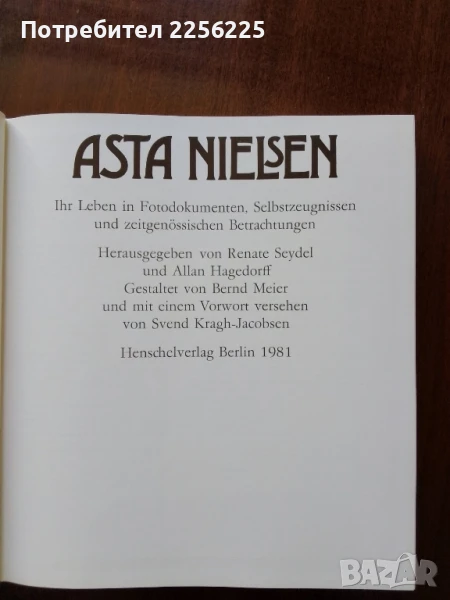 Потребител 2256225
ASTA NIELSEN
Ihr Leben in Fotodokumenten, Selbstzeugnissen
und zeitgenössischen Betrachtungen
Herausgegeben von Renate Seydel
und Allan Hagedorff
Gestaltet von Bernd Meier
und mit einem Vorwort versehen
von Svend Kragh-Jacobsen
Henschelverlag Berlin 1981
BAZAR